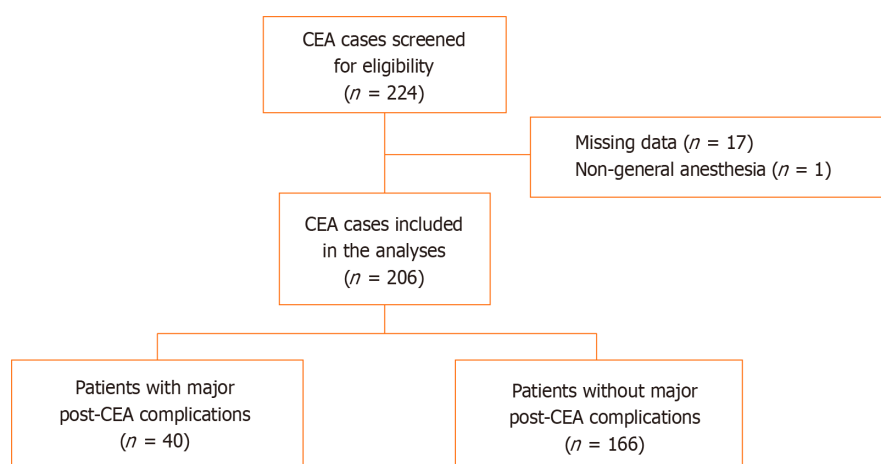 CEA cases screened
for eligibility
(n = 224)
Missing data (n = 17)
Non-general anesthesia (n = 1)
CEA cases included
in the analyses
(n = 206)
Patients with major
post-CEA complications
(n = 40)
Patients without major
post-CEA complications
(n = 166)